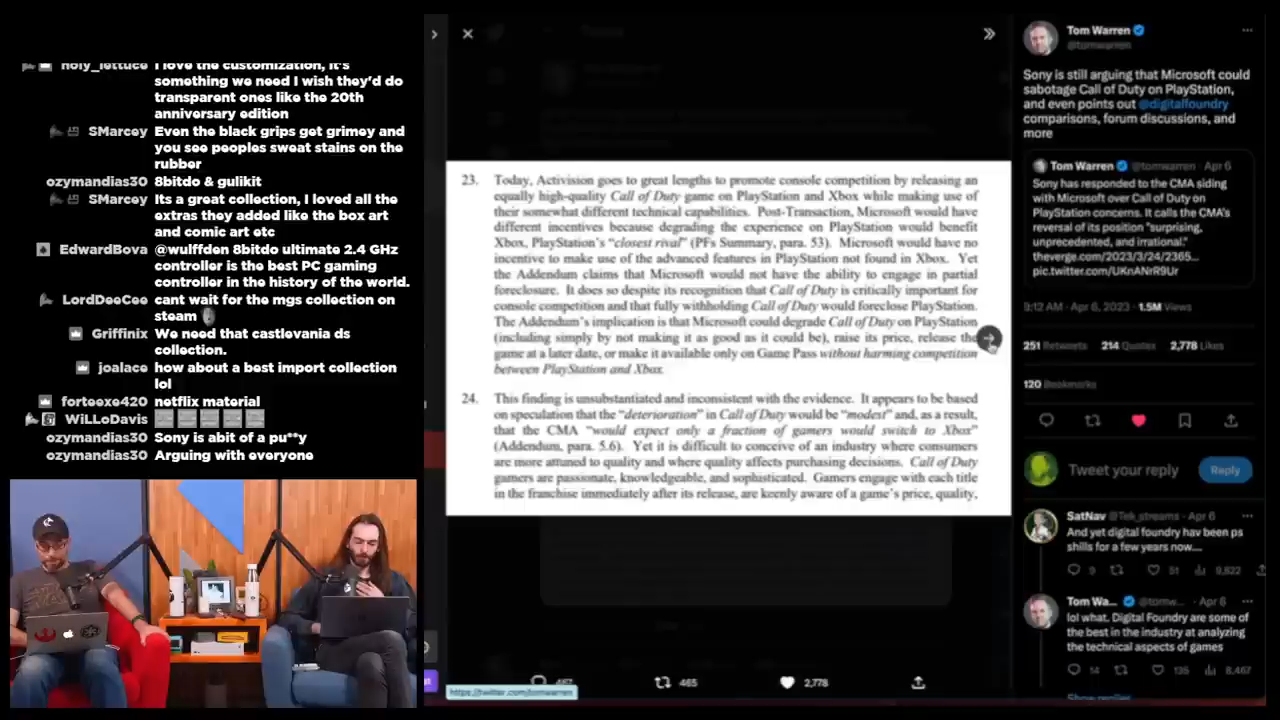 holy_lettuce I love the customization, it's
something we need I wish they'd do
transparent ones like the 20th
anniversary edition
SMarcey Even the black grips get grimey and
you see peoples sweat stains on the
rubber
ozymandias30 8bitdo & gulikit
SMarcey Its a great collection, I loved all the
extras they added like the box art
and comic art etc
EdwardBova @wulffden 8bitdo ultimate 2.4 GHz
controller is the best PC gaming
controller in the history of the world.
LordDeeCee cant wait for the mgs collection on
steam
Griffinix We need that castlevania ds
collection.
joalace how about a best import collection
lol
forteexe420 netflix material
WiLLoDavis
ozymandias30 Sony is abit of a pu**y
ozymandias30 Arguing with everyone
23. Today, Activision goes to great lengths to promote console competition by releasing an
equally high-quality Call of Duty game on PlayStation and Xbox while making use of
their somewhat different technical capabilities. Post-Transaction, Microsoft would have
different incentives because degrading the experience on PlayStation would benefit
Xbox, PlayStation's "closest rival" (PFs Summary, para. 53). Microsoft would have no
incentive to make use of the advanced features in PlayStation not found in Xbox. Yet
the Addendum claims that Microsoft would not have the ability to engage in partial
foreclosure. It does so despite its recognition that Call of Duty is critically important for
console competition and that fully withholding Call of Duty would foreclose PlayStation.
The Addendum's implication is that Microsoft could degrade Call of Duty on PlayStation
(including simply by not making it as good as it could be), raise its price, release the
game at a later date, or make it available only on Game Pass without harming competition
between PlayStation and Xbox.
24. This finding is unsubstantiated and inconsistent with the evidence. It appears to be based
on speculation that the "deterioration" in Call of Duty would be "modest" and, as a result,
that the CMA "would expect only a fraction of gamers would switch to Xbox"
(Addendum, para. 5.6). Yet it is difficult to conceive of an industry where consumers
are more attuned to quality and where quality affects purchasing decisions. Call of Duty
gamers are passionate, knowledgeable, and sophisticated. Gamers engage with each title
in the franchise immediately after its release, are keenly aware of a game's price, quality,
https://twitter.com/tomwarren
467 465 2,778
Tom Warren
@tomwarren
Sony is still arguing that Microsoft could
sabotage Call of Duty on PlayStation,
and even points out @digitalfoundry
comparisons, forum discussions, and
more
Tom Warren @tomwarren · Apr 6
Sony has responded to the CMA siding
with Microsoft over Call of Duty on
PlayStation concerns. It calls the CMA's
reversal of its position "surprising,
unprecedented, and irrational."
theverge.com/2023/3/24/2365...
pic.twitter.com/UKnANrR9Ur
9:12 AM · Apr 6, 2023 · 1.5M Views
251 Retweets 214 Quotes 2,778 Likes
120 Bookmarks
Tweet your reply Reply
SatNav @Tek_streams · Apr 6
And yet digital foundry hav been ps
shills for a few years now....
9 51 9,822
Tom Wa... @tomw... · Apr 6
lol what. Digital Foundry are some of
the best in the industry at analyzing
the technical aspects of games
14 135 8,467
Show replies